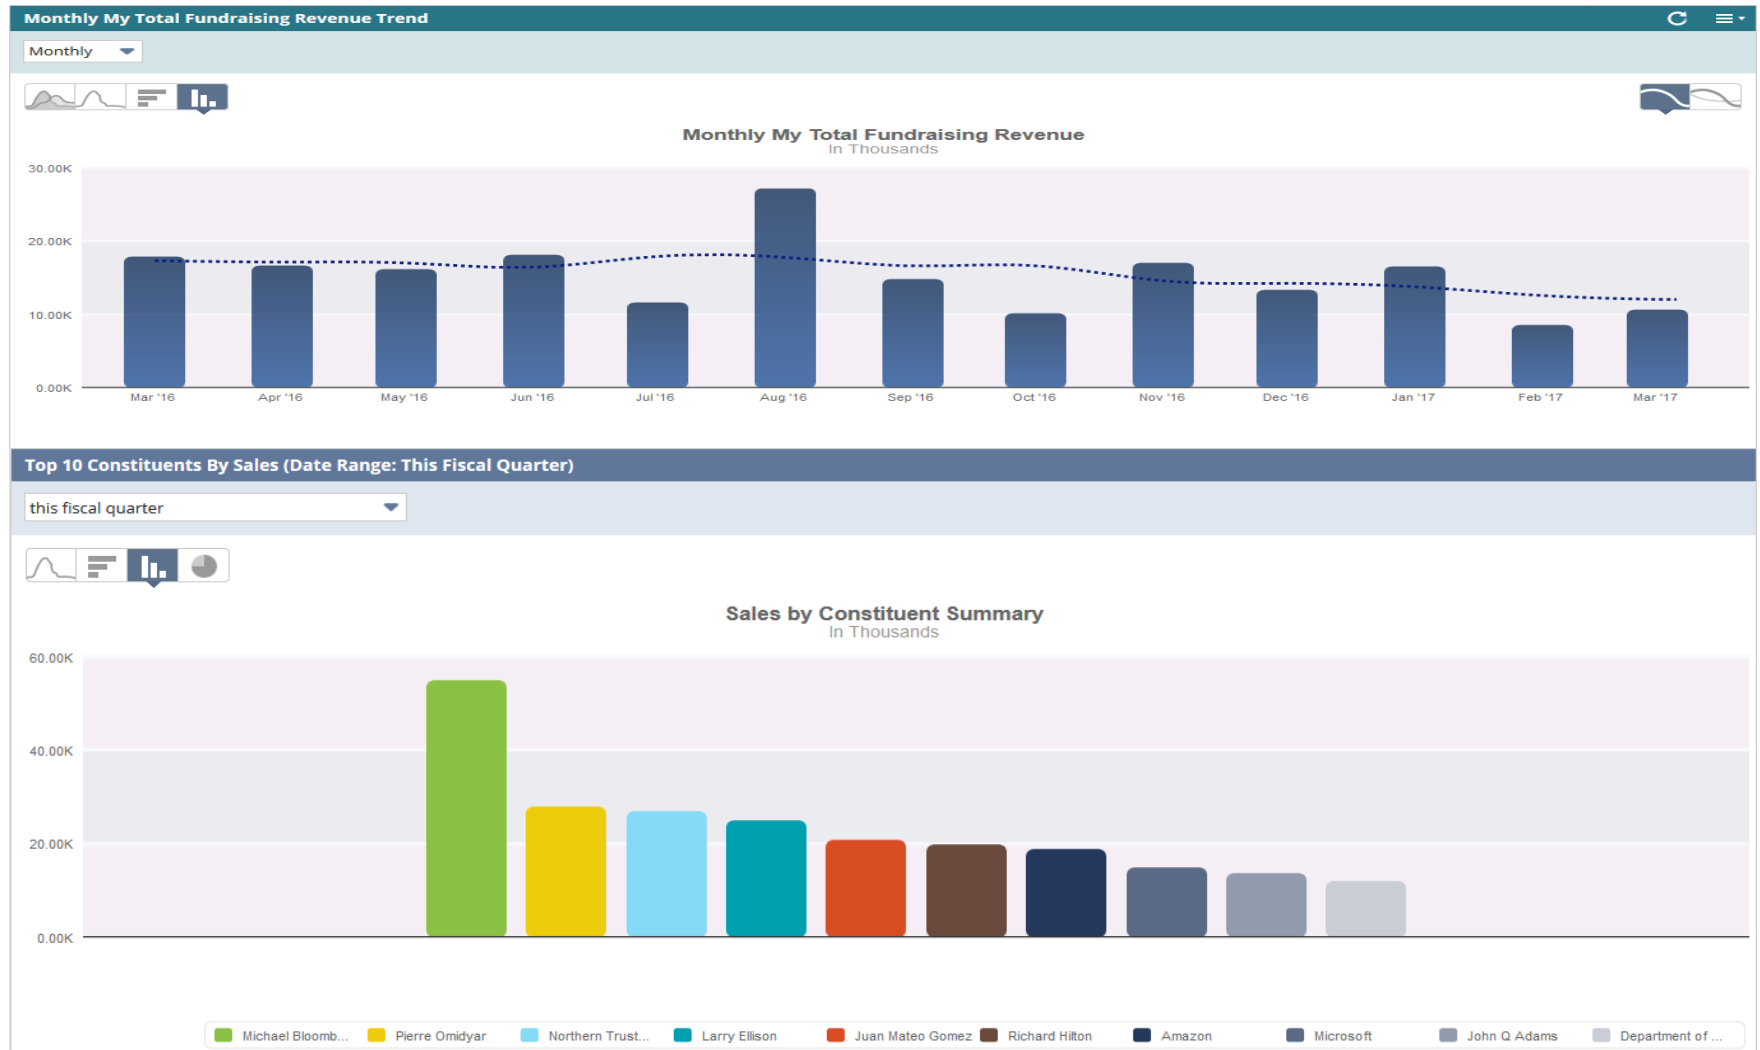 Monthly My Total Fundraising Revenue Trend
Monthly
Monthly My Total Fundraising Revenue
In Thousands
30.00K
20.00K
10.00K
0.00K
Mar '16 Apr '16 May '16 Jun '16 Jul '16 Aug '16 Sep '16 Oct '16 Nov '16 Dec '16 Jan '17 Feb '17 Mar '17
Top 10 Constituents By Sales (Date Range: This Fiscal Quarter)
this fiscal quarter
Sales by Constituent Summary
In Thousands
60.00K
40.00K
20.00K
0.00K
Michael Bloomb... Pierre Omidyar Northern Trust... Larry Ellison Juan Mateo Gomez Richard Hilton Amazon Microsoft John Q Adams Department of ...